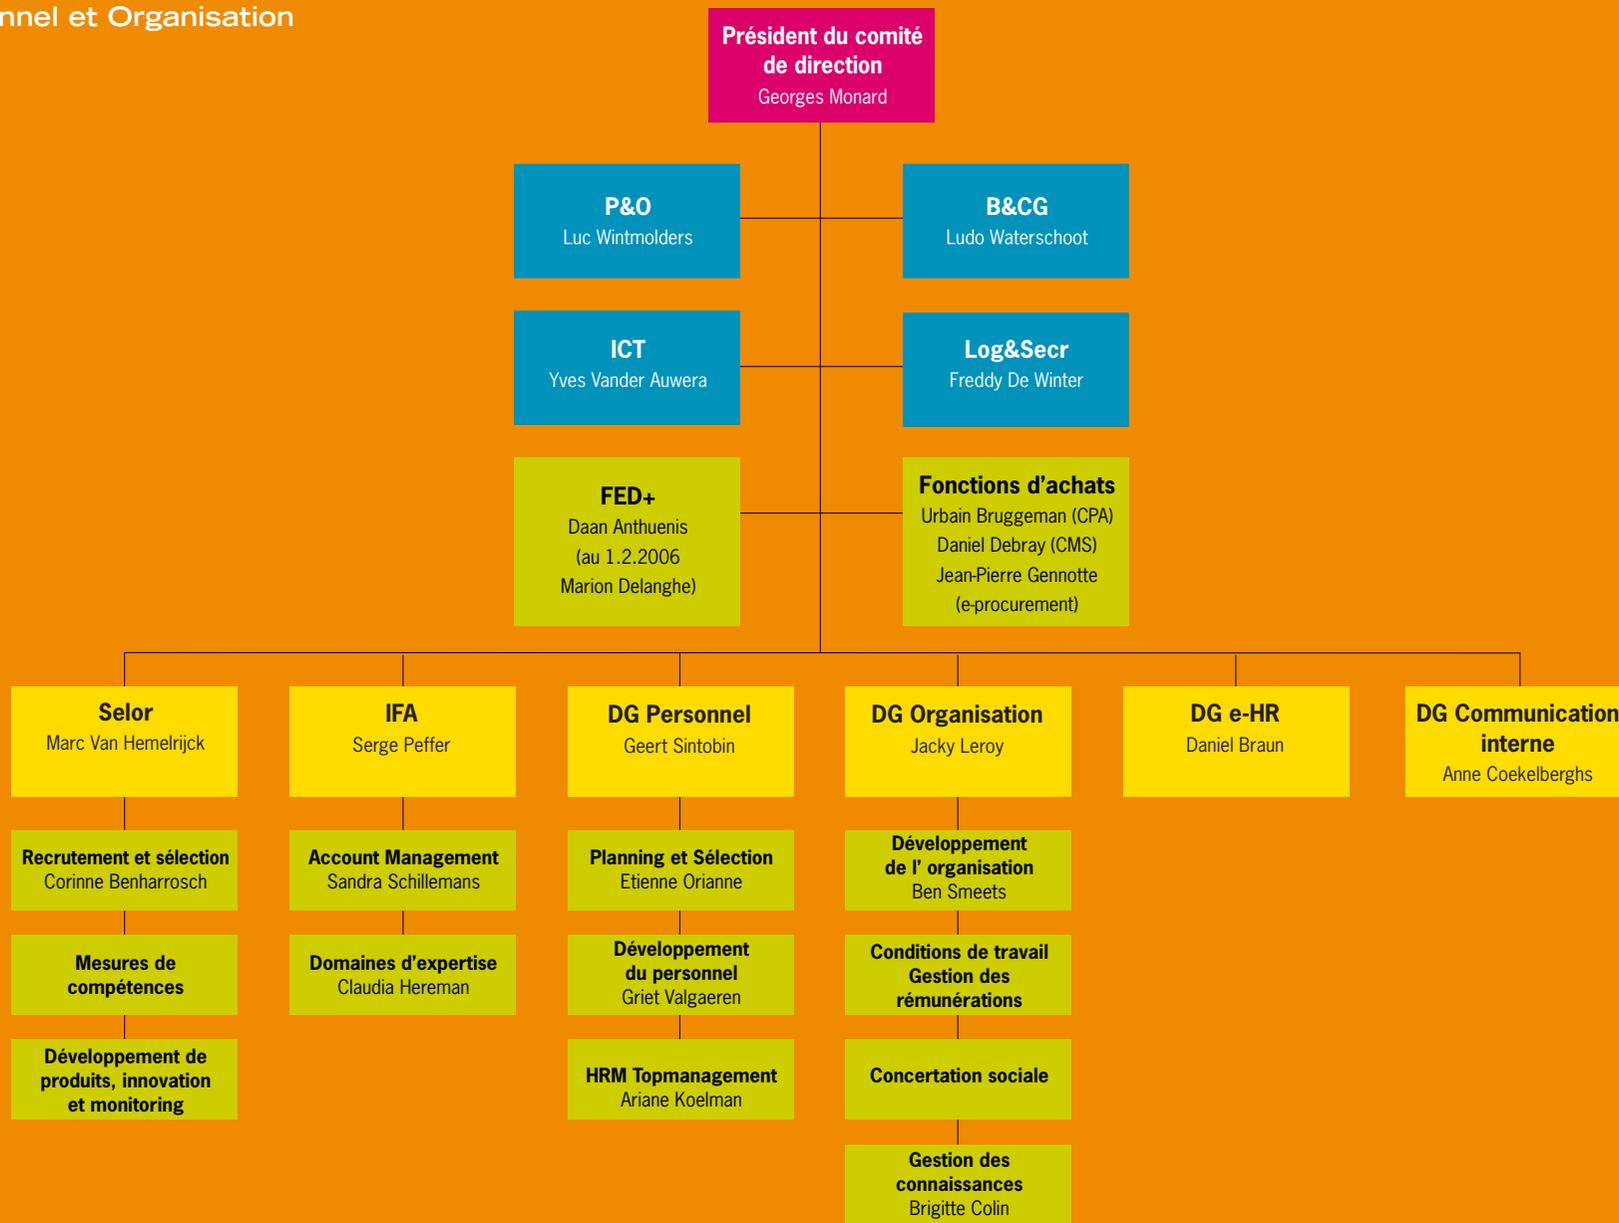 nnel et Organisation
Président du comité
de direction
Georges Monard
P&O
Luc Wintmolders
B&CG
Ludo Waterschoot
ICT
Yves Vander Auwera
Log&Secr
Freddy De Winter
FED+
Daan Anthuenis
(au 1.2.2006
Marion Delanghe)
Fonctions d'achats
Urbain Bruggeman (CPA)
Daniel Debray (CMS)
Jean-Pierre Gennotte
(e-procurement)
Selor
Marc Van Hemelrijck
IFA
Serge Peffer
DG Personnel
Geert Sintobin
DG Organisation
Jacky Leroy
DG e-HR
Daniel Braun
DG Communication
interne
Anne Coekelberghs
Recrutement et sélection
Corinne Benharrosch
Mesures de
compétences
Développement de
produits, innovation
et monitoring
Account Management
Sandra Schillemans
Domaines d'expertise
Claudia Hereman
Planning et Sélection
Etienne Orianne
Développement
du personnel
Griet Valgaeren
HRM Topmanagement
Ariane Koelman
Développement
de l' organisation
Ben Smeets
Conditions de travail
Gestion des
rémunérations
Concertation sociale
Gestion des
connaissances
Brigitte Colin